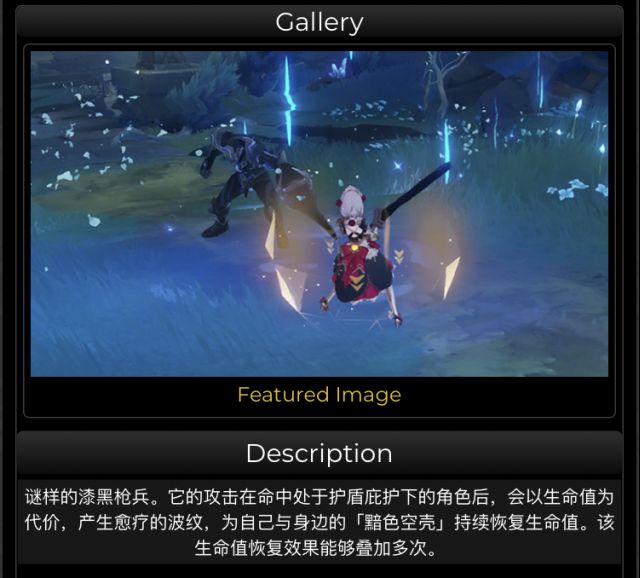 Gallery
Featured Image
Description
谜样的漆黑枪兵。它的攻击在命中处于护盾庇护下的角色后，会以生命值为
代价，产生愈疗的波纹，为自己与身边的「黯色空壳」持续恢复生命值。该
生命值恢复效果能够叠加多次。